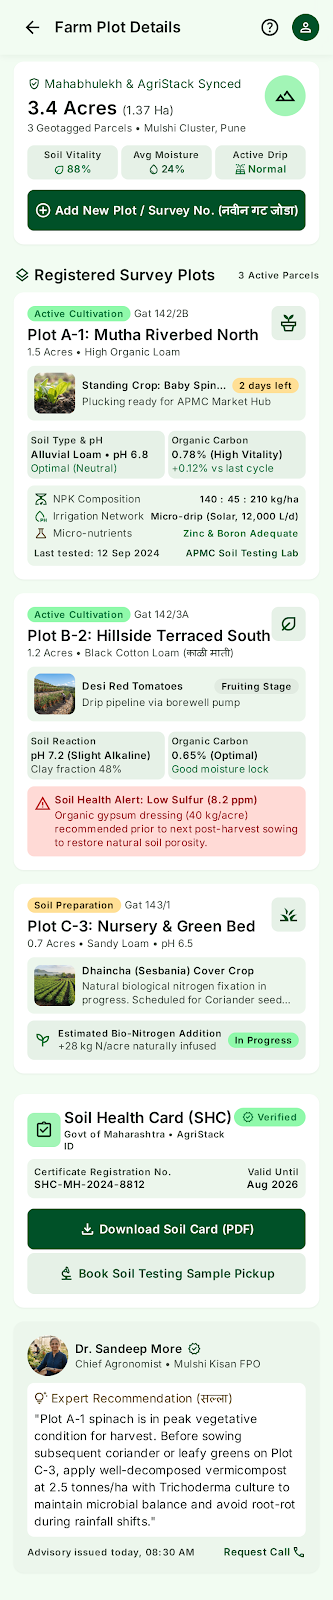 Farm Plot Details
Mahabhulekh & AgriStack Synced
3.4 Acres (1.37 Ha)
3 Geotagged Parcels • Mulshi Cluster, Pune
Soil Vitality
88%
Avg Moisture
24%
Active Drip
Normal
Add New Plot / Survey No. (नवीन गट जोडा)
Registered Survey Plots
3 Active Parcels
Active Cultivation Gat 142/2B
Plot A-1: Mutha Riverbed North
1.5 Acres • High Organic Loam
Standing Crop: Baby Spin...
2 days left
Plucking ready for APMC Market Hub
Soil Type & pH
Alluvial Loam • pH 6.8
Optimal (Neutral)
Organic Carbon
0.78% (High Vitality)
+0.12% vs last cycle
NPK Composition 140 : 45 : 210 kg/ha
Irrigation Network Micro-drip (Solar, 12,000 L/d)
Micro-nutrients Zinc & Boron Adequate
Last tested: 12 Sep 2024 APMC Soil Testing Lab
Active Cultivation Gat 142/3A
Plot B-2: Hillside Terraced South
1.2 Acres • Black Cotton Loam (काळी माती)
Desi Red Tomatoes
Fruiting Stage
Drip pipeline via borewell pump
Soil Reaction
pH 7.2 (Slight Alkaline)
Clay fraction 48%
Organic Carbon
0.65% (Optimal)
Good moisture lock
Soil Health Alert: Low Sulfur (8.2 ppm)
Organic gypsum dressing (40 kg/acre)
recommended prior to next post-harvest sowing
to restore natural soil porosity.
Soil Preparation Gat 143/1
Plot C-3: Nursery & Green Bed
0.7 Acres • Sandy Loam • pH 6.5
Dhaincha (Sesbania) Cover Crop
Natural biological nitrogen fixation in
progress. Scheduled for Coriander seed...
Estimated Bio-Nitrogen Addition
+28 kg N/acre naturally infused
In Progress
Soil Health Card (SHC)
Verified
Govt of Maharashtra • AgriStack
ID
Certificate Registration No.
SHC-MH-2024-8812
Valid Until
Aug 2026
Download Soil Card (PDF)
Book Soil Testing Sample Pickup
Dr. Sandeep More
Chief Agronomist • Mulshi Kisan FPO
Expert Recommendation (सल्ला)
"Plot A-1 spinach is in peak vegetative
condition for harvest. Before sowing
subsequent coriander or leafy greens on Plot
C-3, apply well-decomposed vermicompost
at 2.5 tonnes/ha with Trichoderma culture to
maintain microbial balance and avoid root-rot
during rainfall shifts."
Advisory issued today, 08:30 AM
Request Call